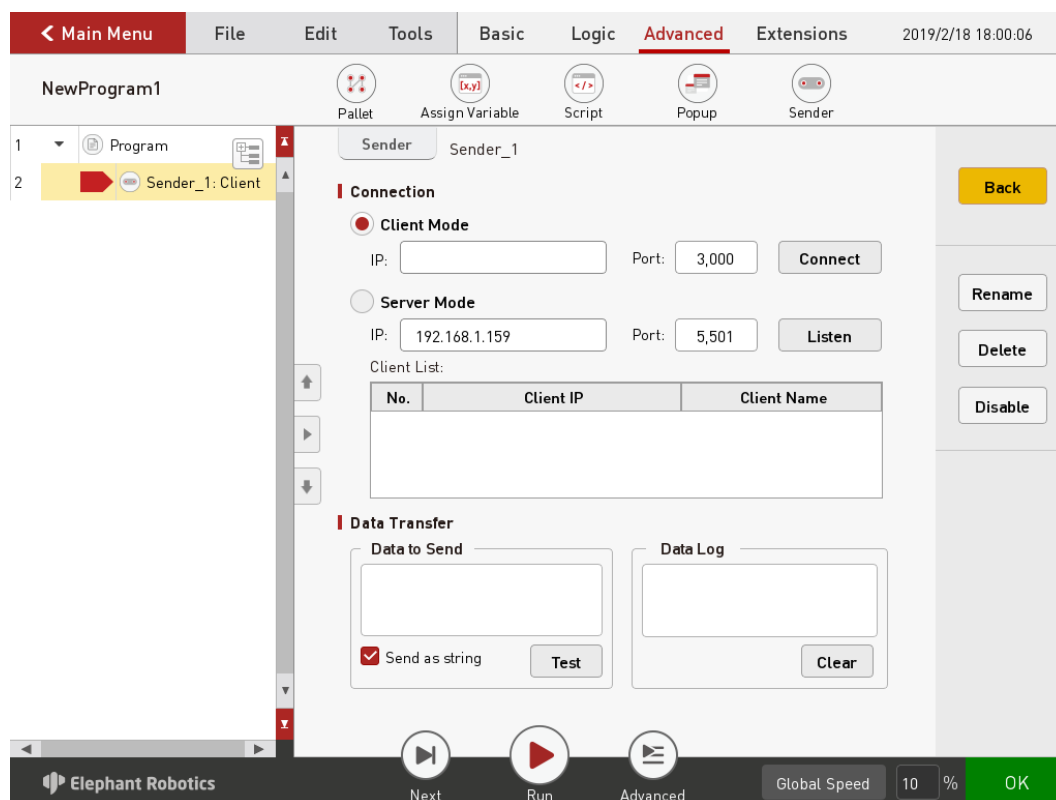 Main Menu File Edit Tools Basic Logic Advanced Extensions 2019/2/18 18:00:06
NewProgram1
[x,y] </>
Pallet Assign Variable Script Popup Sender
1 Program
2 Sender_1: Client
Sender Sender_1
Connection
Client Mode
IP: Port: 3,000 Connect
Server Mode
IP: 192.168.1.159 Port: 5,501 Listen
Client List:
No. Client IP Client Name
Data Transfer
Data to Send Data Log
Send as string Test Clear
Back
Rename
Delete
Disable
Elephant Robotics
Next Run Advanced
Global Speed 10 % OK